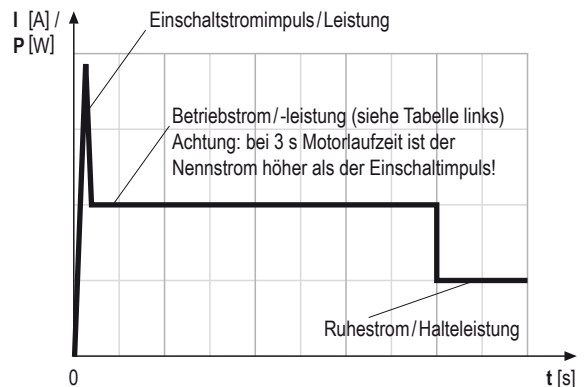 I [A] /
P [W]
Einschaltstromimpuls / Leistung
Betriebstrom / -leistung (siehe Tabelle links)
Achtung: bei 3 s Motorlaufzeit ist der
Nennstrom höher als der Einschaltimpuls!
Ruhestrom / Halteleistung
0
t [s]